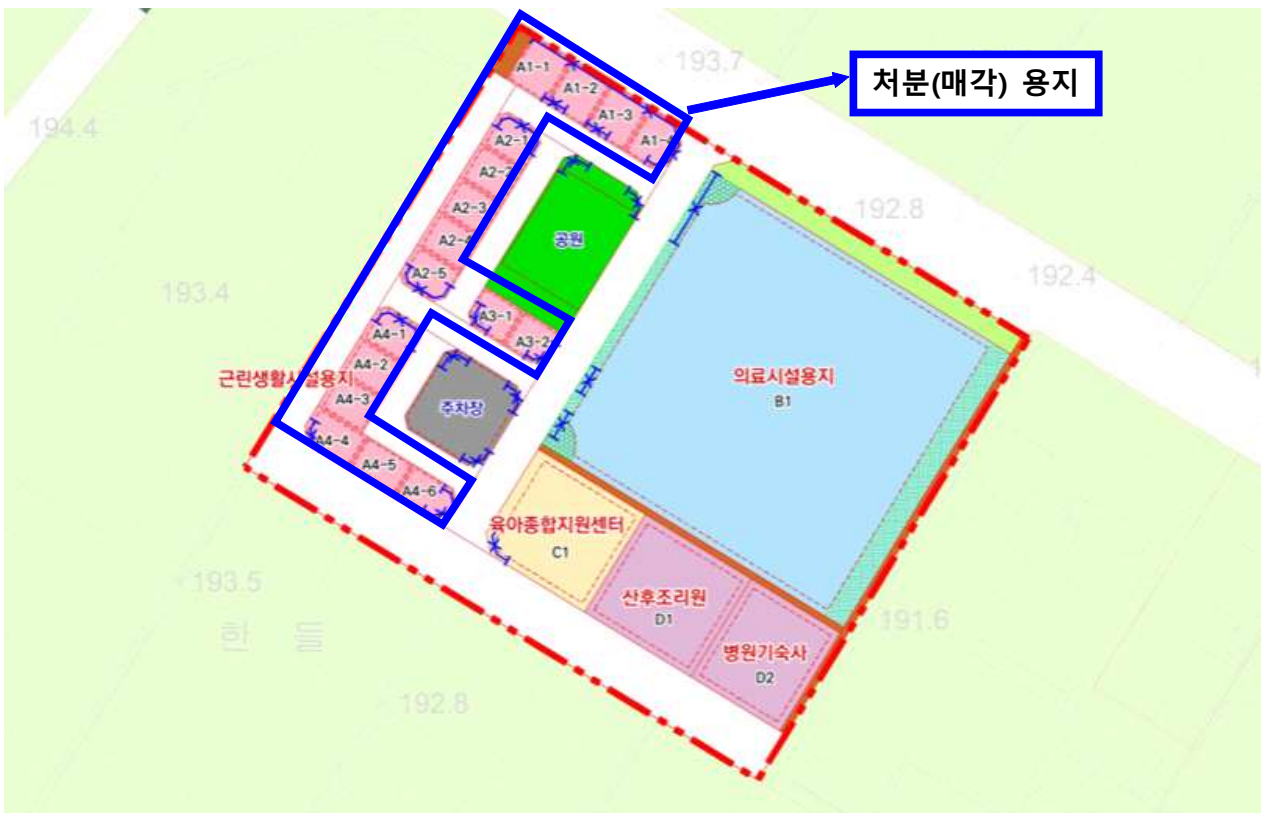 처분(매각) 용지
193.7
194.4
A1-1
A1-2
A1-3
A1-4
A2-1
A2-2
A2-3
A2-4
A2-5
공원
192.8
192.4
193.4
A3-1
A3-2
A4-1
A4-2
근린생활시설용지
A4-3
주차장
의료시설용지
B1
A4-4
A4-5
A4-6
육아종합지원센터
C1
193.5
산후조리원
D1
191.6
한 들
병원기숙사
D2
192.8